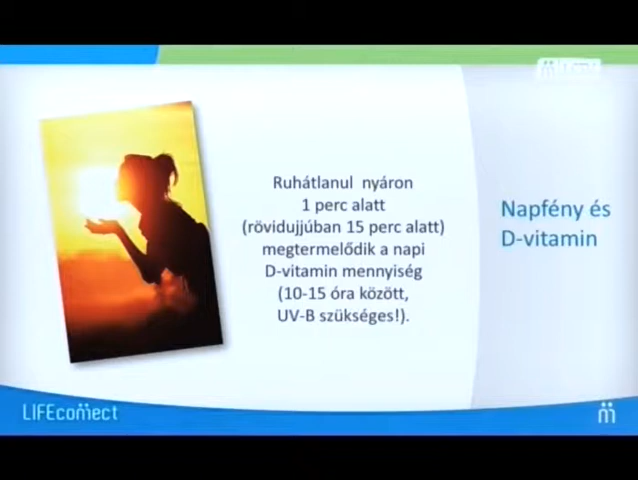 Ruhátlanul nyáron
1 perc alatt
(rövidujjúban 15 perc alatt)
megtermelődik a napi
D-vitamin mennyiség
(10-15 óra között,
UV-B szükséges!).
Napfény és
D-vitamin
LIFEconnect